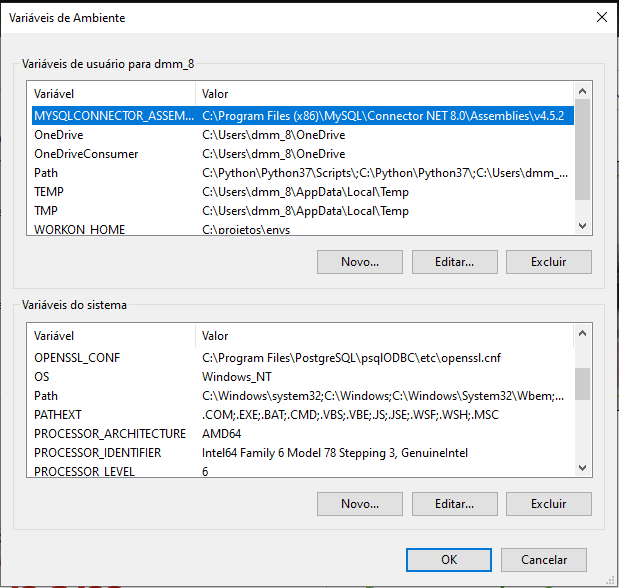 Variáveis de Ambiente
Variáveis de usuário para dmm_8
Variável Valor
MYSQLCONNECTOR_ASSEM... C:\Program Files (x86)\MySQL\Connector NET 8.0\Assemblies\v4.5.2
OneDrive C:\Users\dmm_8\OneDrive
OneDriveConsumer C:\Users\dmm_8\OneDrive
Path C:\Python\Python37\Scripts\;C:\Python\Python37\;C:\Users\dmm_...
TEMP C:\Users\dmm_8\AppData\Local\Temp
TMP C:\Users\dmm_8\AppData\Local\Temp
WORKON_HOME C:\projetos\envs
Novo... Editar... Excluir
Variáveis do sistema
Variável Valor
OPENSSL_CONF C:\Program Files\PostgreSQL\psqlODBC\etc\openssl.cnf
OS Windows_NT
Path C:\Windows\system32;C:\Windows;C:\Windows\System32\Wbem;...
PATHEXT .COM;.EXE;.BAT;.CMD;.VBS;.VBE;.JS;.JSE;.WSF;.WSH;.MSC
PROCESSOR_ARCHITECTURE AMD64
PROCESSOR_IDENTIFIER Intel64 Family 6 Model 78 Stepping 3, GenuineIntel
PROCESSOR_LEVEL 6
Novo... Editar... Excluir
OK Cancelar